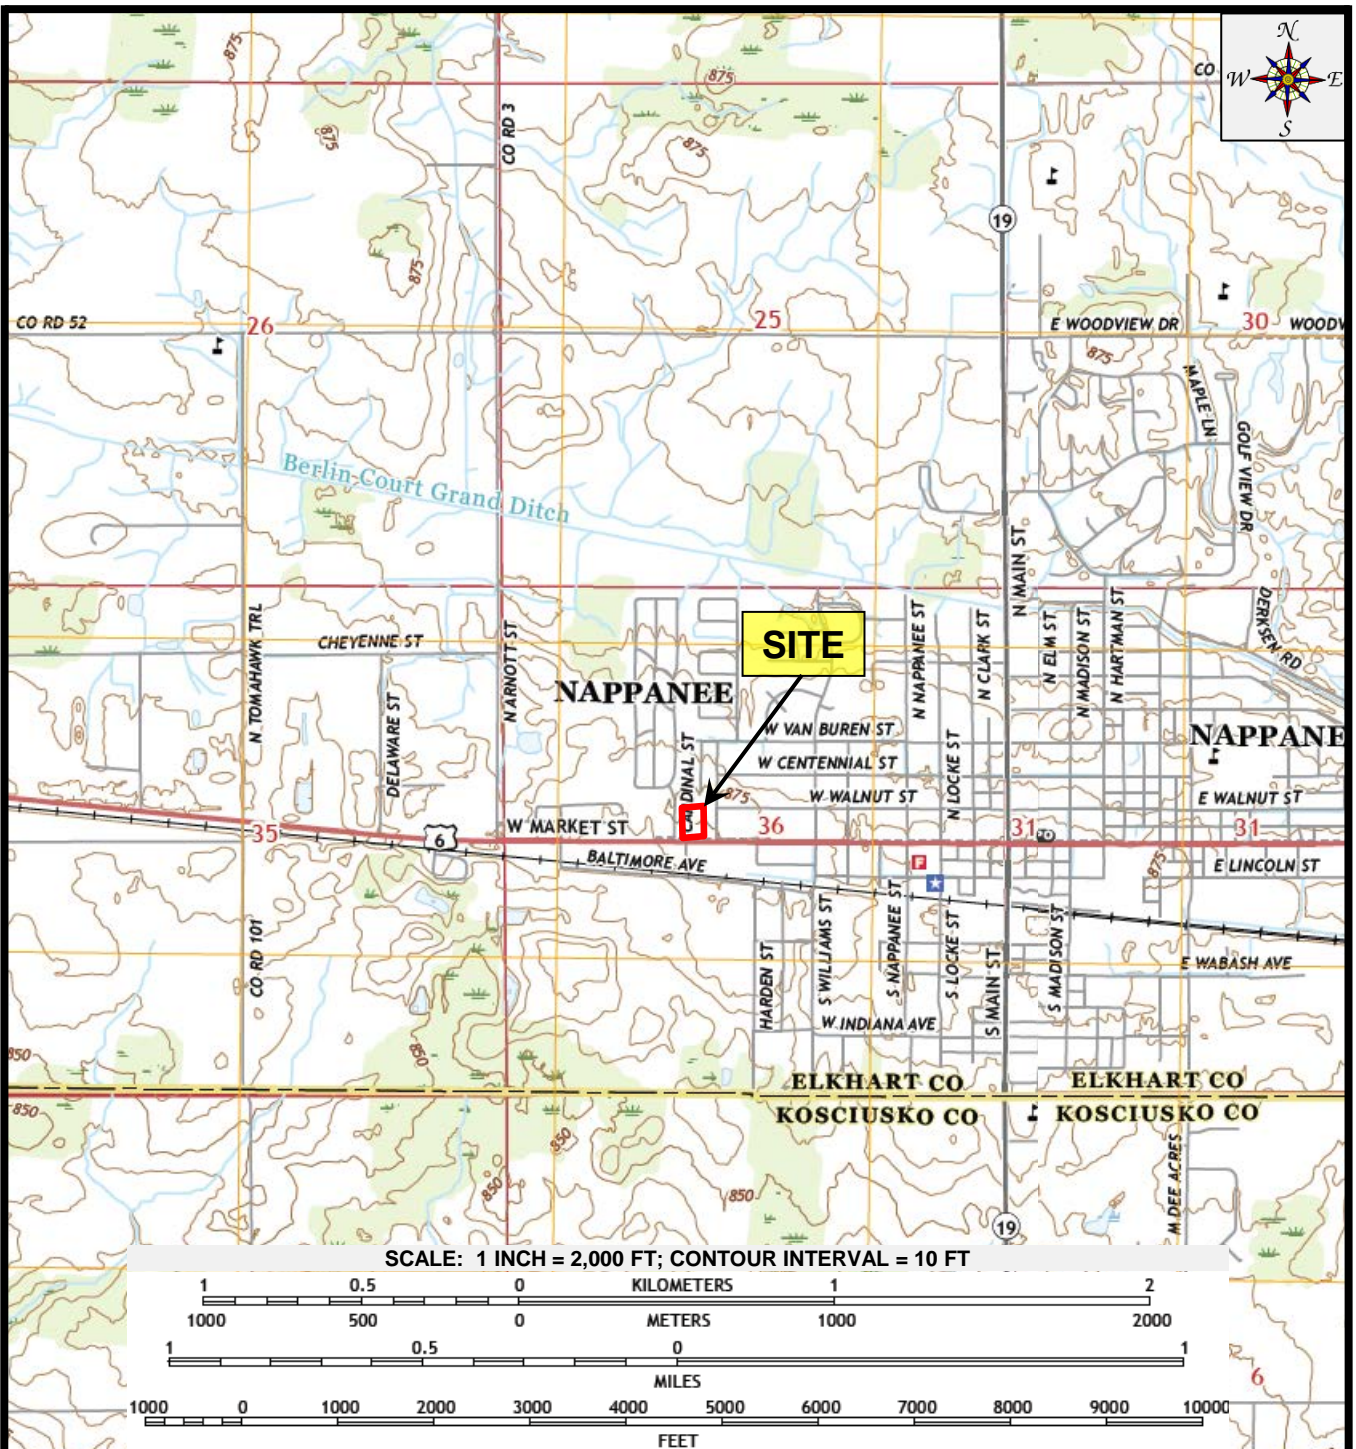 N
W E
S
875
875
CO
875
875
CO RD 3
875
19
CO RD 52
26
25
E WOODVIEW DR
30
WOODV
875
MAPLE LN
GOLF VIEW DR
Berlin Court Grand Ditch
N MAIN ST
N TOMAHAWK TRL
CHEYENNE ST
N ARNOTT ST
SITE
N NAPPANEE ST
N CLARK ST
N ELM ST
N MADISON ST
N HARTMAN ST
DERKSEN RD
DELAWARE ST
NAPPANEE
W VAN BUREN ST
NAPPANE
DINAL ST
W CENTENNIAL ST
N LOCKE ST
875
W WALNUT ST
E WALNUT ST
35
6
W MARKET ST
36
31
PO
31
BALTIMORE AVE
F
875
E LINCOLN ST
CO RD 101
HARDEN ST
S WILLIAMS ST
S NAPPANEE ST
S LOCKE ST
S MAIN ST
S MADISON ST
E WABASH AVE
W INDIANA AVE
850
850
ELKHART CO
ELKHART CO
850
KOSCIUSKO CO
KOSCIUSKO CO
850
850
850
M DEE ACRES
19
SCALE: 1 INCH = 2,000 FT; CONTOUR INTERVAL = 10 FT
1 0.5 0 KILOMETERS 1 2
1000 500 0 METERS 1000 2000
1 0.5 0 1
MILES
6
1000 0 1000 2000 3000 4000 5000 6000 7000 8000 9000 10000
FEET